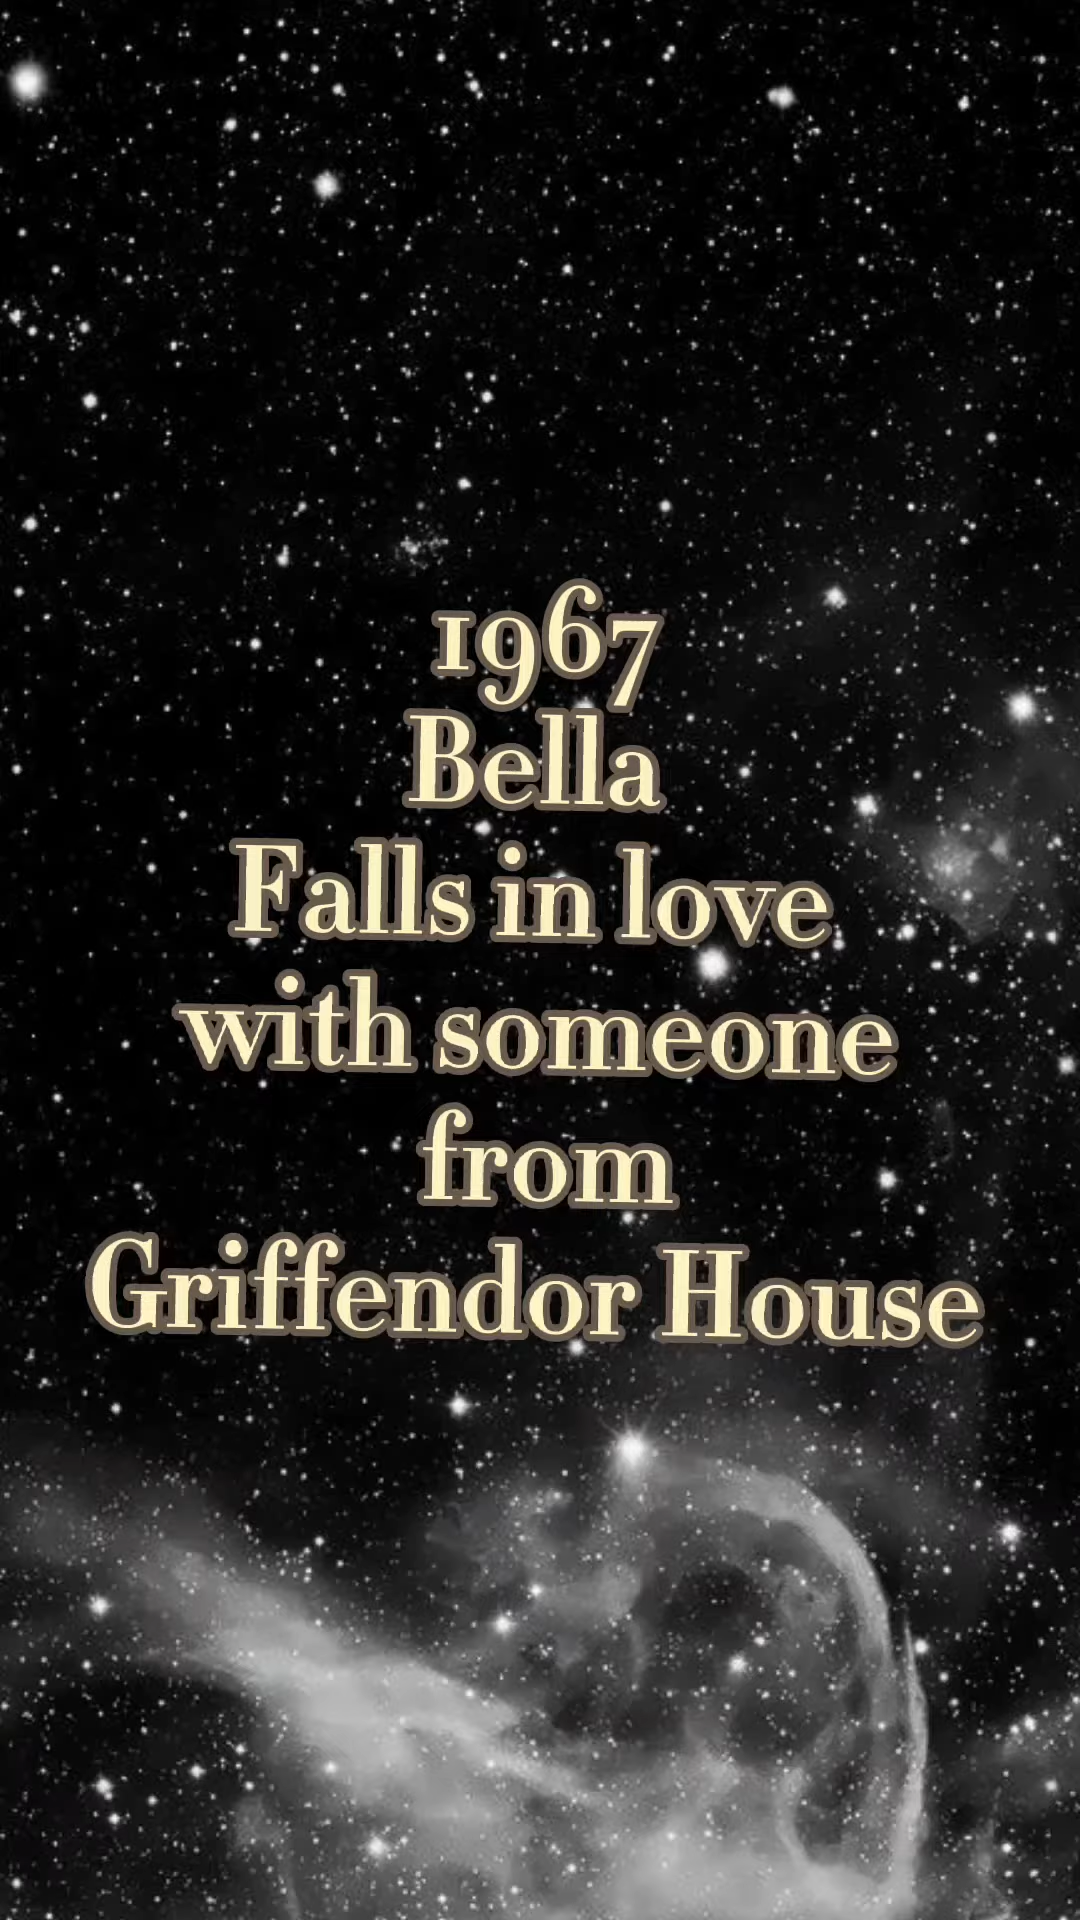 1967
Bella
Falls in love
with someone
from
Griffendor House